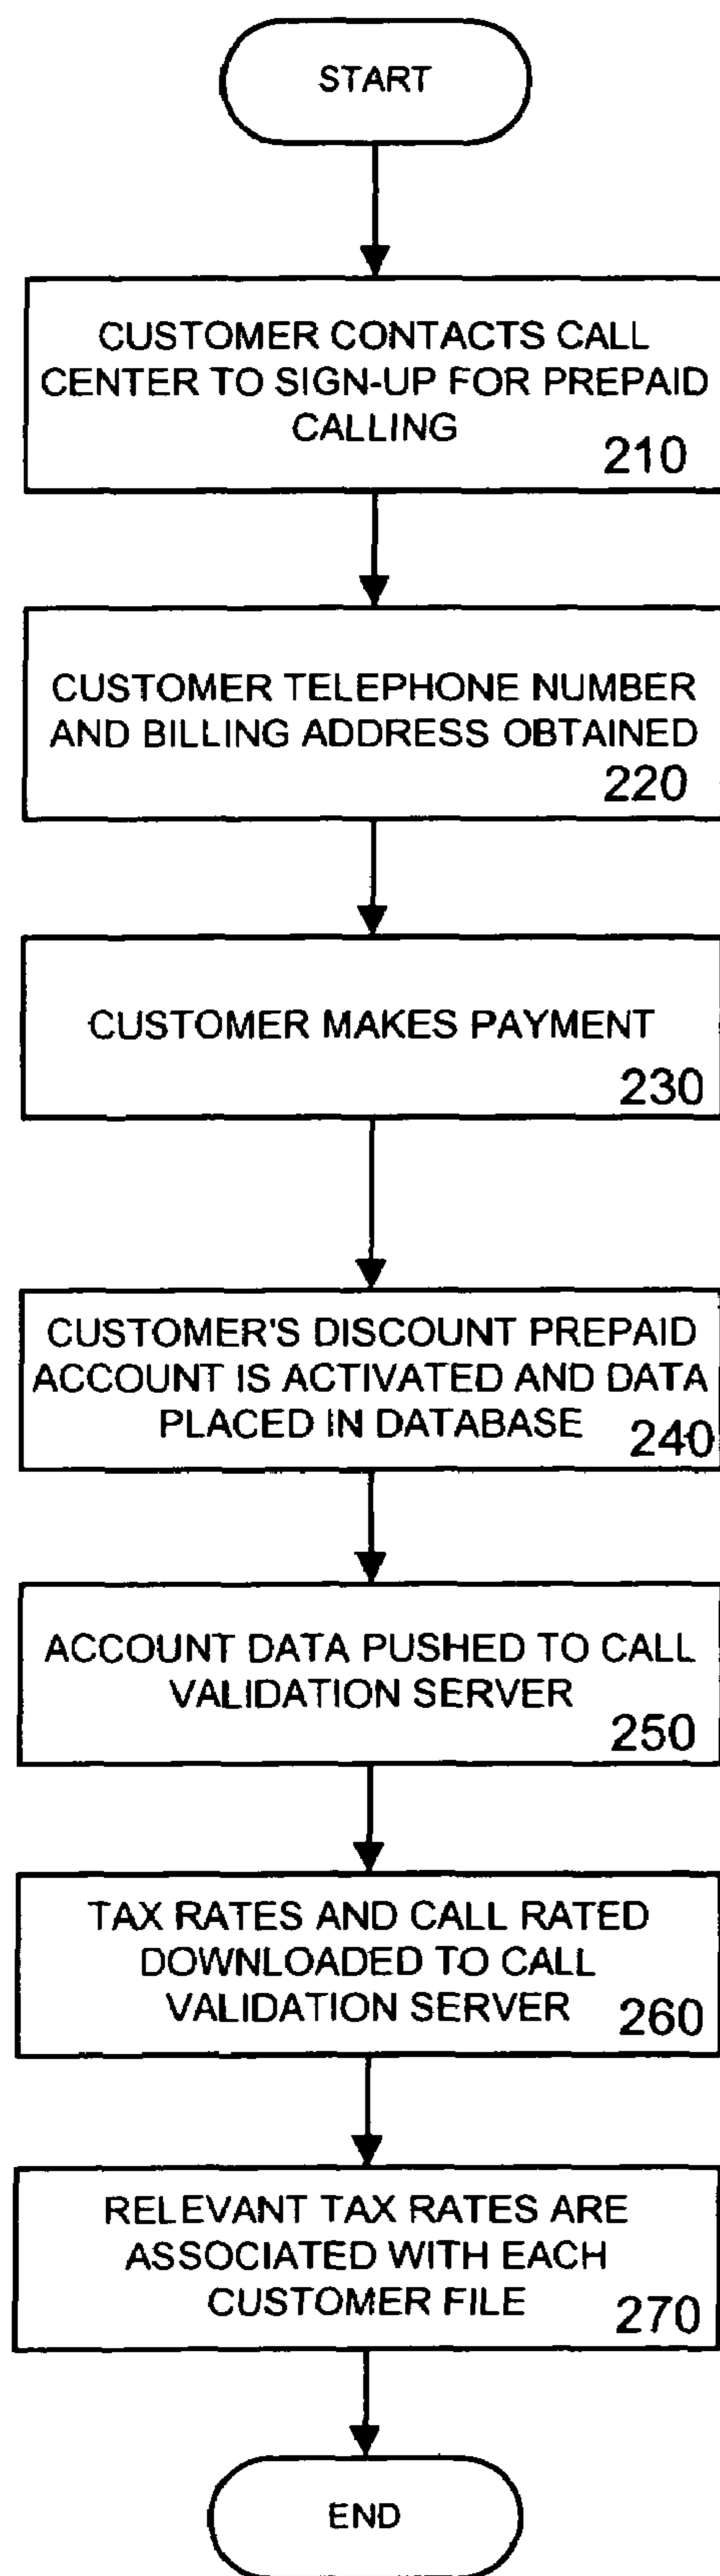 START
CUSTOMER CONTACTS CALL
CENTER TO SIGN-UP FOR PREPAID
CALLING
210
CUSTOMER TELEPHONE NUMBER
AND BILLING ADDRESS OBTAINED
220
CUSTOMER MAKES PAYMENT
230
CUSTOMER'S DISCOUNT PREPAID
ACCOUNT IS ACTIVATED AND DATA
PLACED IN DATABASE
240
ACCOUNT DATA PUSHED TO CALL
VALIDATION SERVER
250
TAX RATES AND CALL RATED
DOWNLOADED TO CALL
VALIDATION SERVER
260
RELEVANT TAX RATES ARE
ASSOCIATED WITH EACH
CUSTOMER FILE
270
END